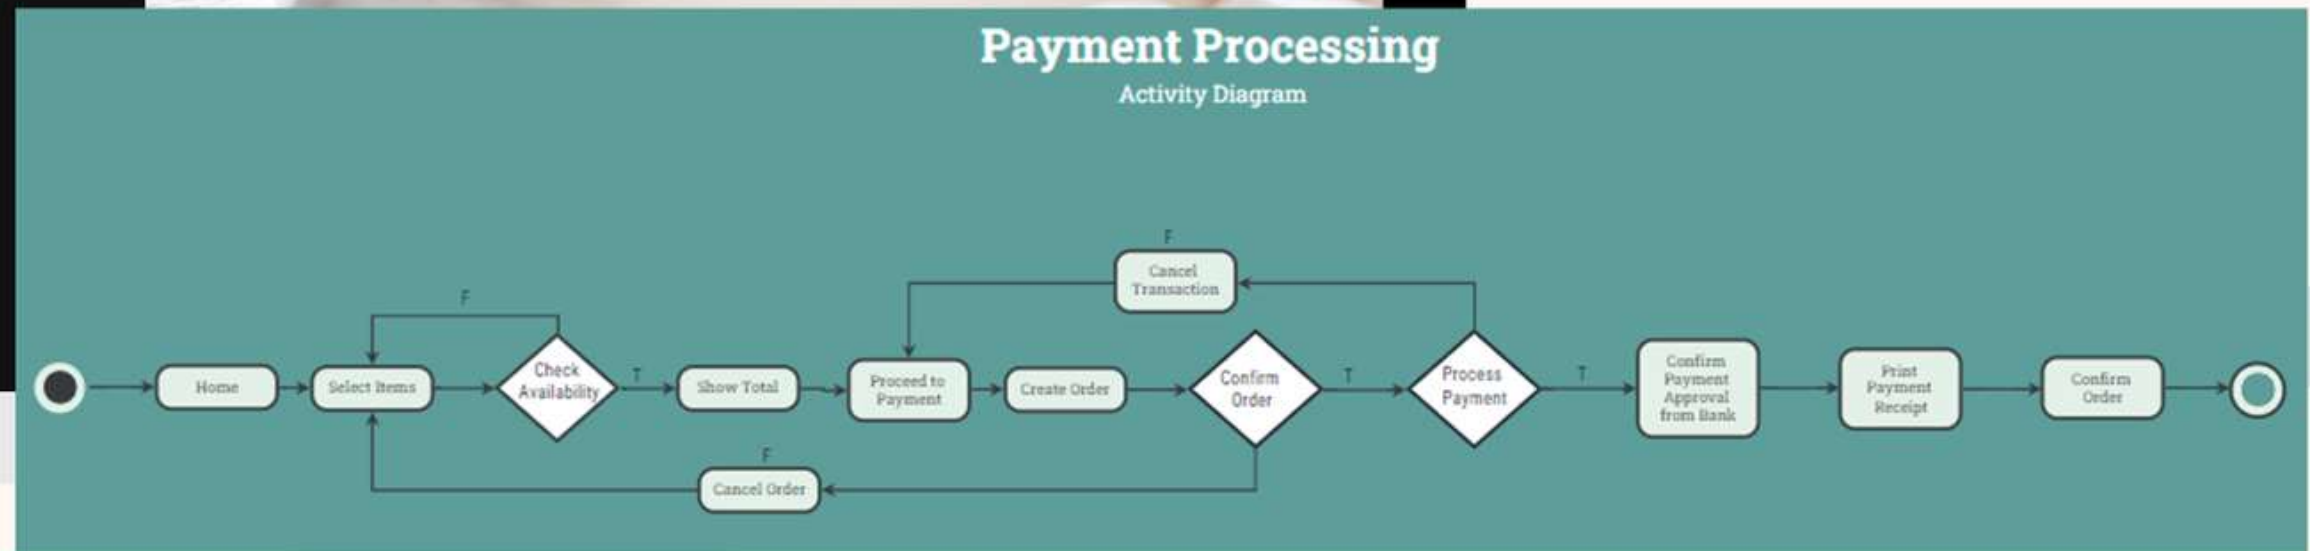 Payment Processing
Activity Diagram
F
Cancel
Transaction
F
Home
Select Items
Check
Availability
T
Show Total
Proceed to
Payment
Create Order
Confirm
Order
T
Process
Payment
T
Confirm
Payment
Approval
from Bank
Print
Payment
Receipt
Confirm
Order
F
Cancel Order